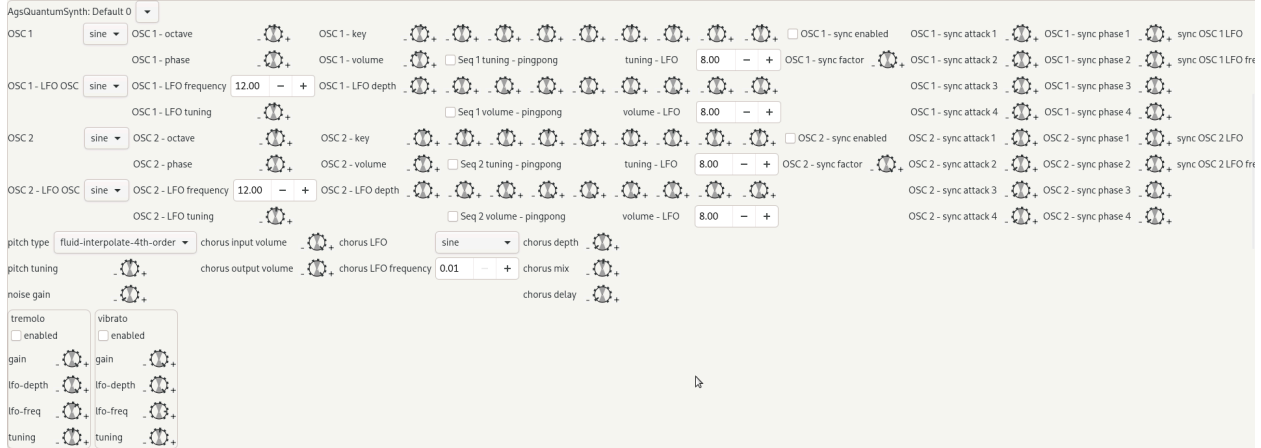 AgsQuantumSynth: Default 0
OSC 1 sine OSC 1 - octave OSC 1 - key OSC 1 - sync enabled OSC 1 - sync attack 1 OSC 1 - sync phase 1 sync OSC 1 LFO
OSC 1 - phase OSC 1 - volume Seq 1 tuning - pingpong tuning - LFO 8.00 OSC 1 - sync factor OSC 1 - sync attack 2 OSC 1 - sync phase 2 sync OSC 1 LFO fre
OSC 1 - LFO OSC sine OSC 1 - LFO frequency 12.00 OSC 1 - LFO depth OSC 1 - sync attack 3 OSC 1 - sync phase 3
OSC 1 - LFO tuning Seq 1 volume - pingpong volume - LFO 8.00 OSC 1 - sync attack 4 OSC 1 - sync phase 4
OSC 2 sine OSC 2 - octave OSC 2 - key OSC 2 - sync enabled OSC 2 - sync attack 1 OSC 2 - sync phase 1 sync OSC 2 LFO
OSC 2 - phase OSC 2 - volume Seq 2 tuning - pingpong tuning - LFO 8.00 OSC 2 - sync factor OSC 2 - sync attack 2 OSC 2 - sync phase 2 sync OSC 2 LFO fre
OSC 2 - LFO OSC sine OSC 2 - LFO frequency 12.00 OSC 2 - LFO depth OSC 2 - sync attack 3 OSC 2 - sync phase 3
OSC 2 - LFO tuning Seq 2 volume - pingpong volume - LFO 8.00 OSC 2 - sync attack 4 OSC 2 - sync phase 4
pitch type fluid-interpolate-4th-order chorus input volume chorus LFO sine chorus depth
pitch tuning chorus output volume chorus LFO frequency 0.01 chorus mix
noise gain chorus delay
tremolo vibrato
enabled enabled
gain gain
lfo-depth lfo-depth
lfo-freq lfo-freq
tuning tuning